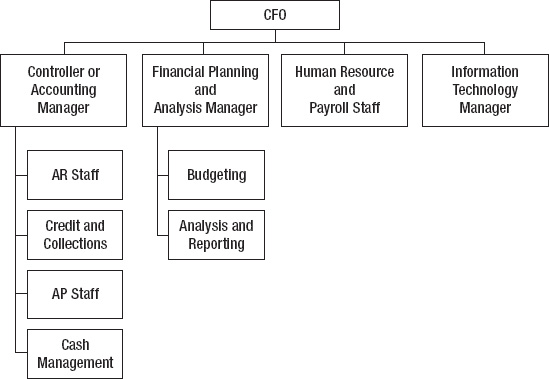 CFO
Controller or
Accounting
Manager
Financial Planning
and
Analysis Manager
Human Resource
and
Payroll Staff
Information
Technology
Manager
AR Staff
Credit and
Collections
AP Staff
Cash
Management
Budgeting
Analysis and
Reporting